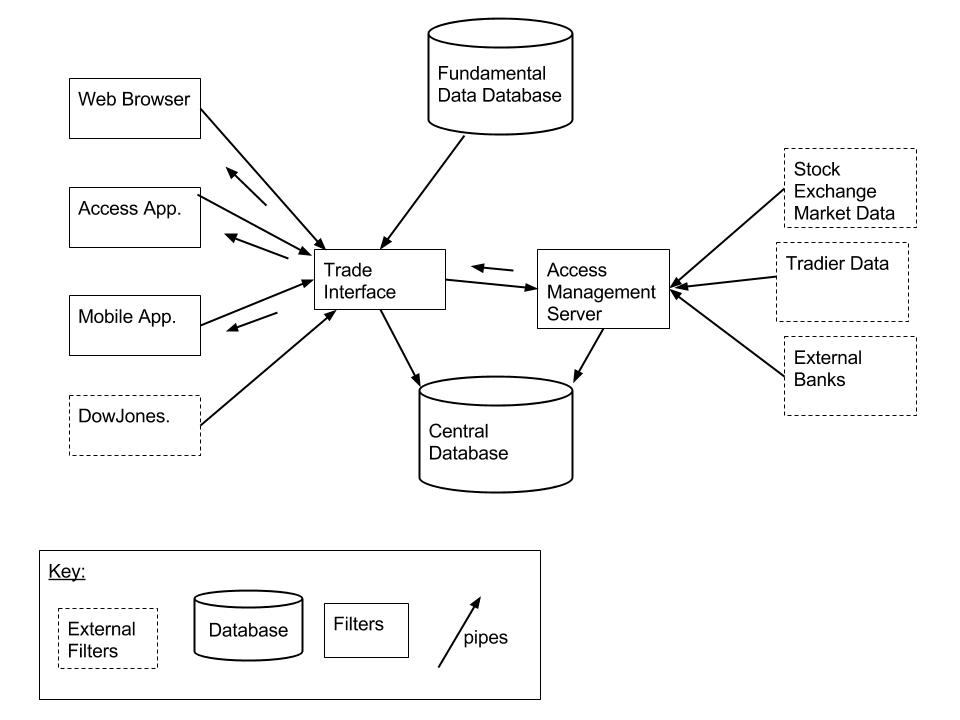 Fundamental
Data Database
Web Browser
Stock
Exchange
Market Data
Access App.
Trade
Interface
Access
Management
Server
Tradier Data
Mobile App.
External
Banks
DowJones.
Central
Database
Key:
External
Filters
Database
Filters
pipes